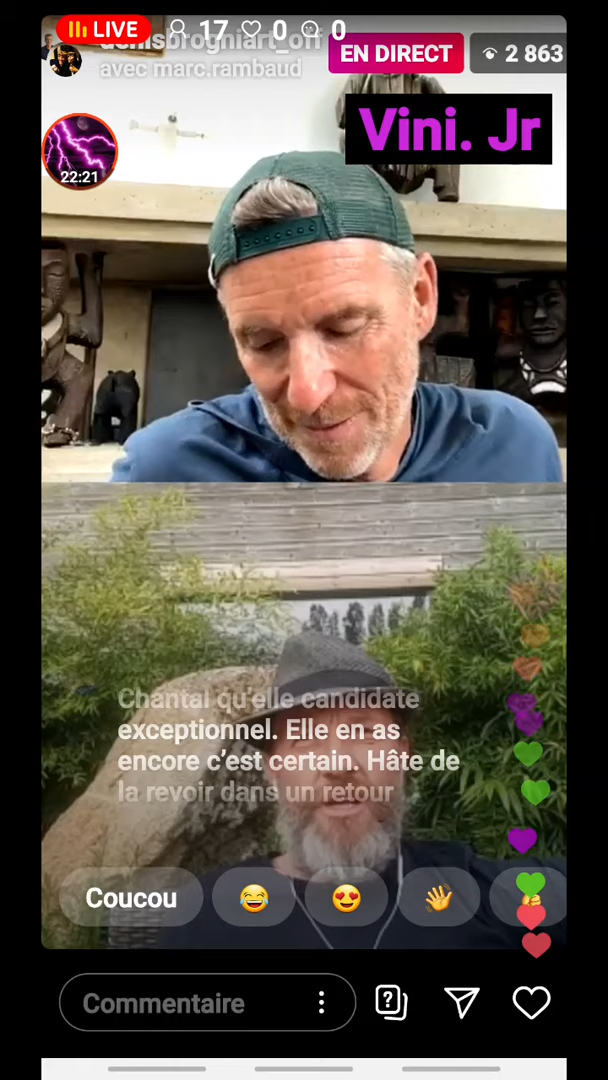 LIVE 17 0 0
denisbrogniart_off
avec marc.rambaud
EN DIRECT 2 863
Vini. Jr
22:21
Chantal qu'elle candidate
exceptionnel. Elle en as
encore c'est certain. Hâte de
la revoir dans un retour
Coucou
Commentaire